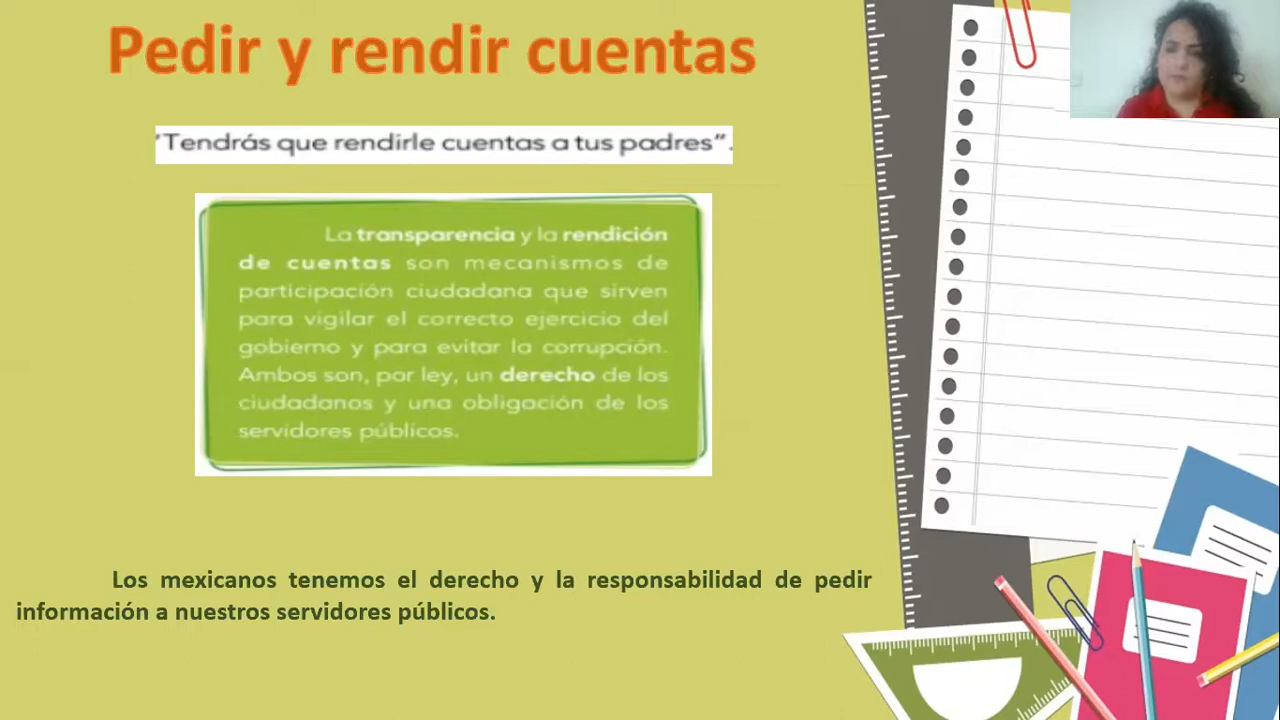 Pedir y rendir cuentas
“Tendrás que rendirle cuentas a tus padres”.
La transparencia y la rendición
de cuentas son mecanismos de
participación ciudadana que sirven
para vigilar el correcto ejercicio del
gobierno y para evitar la corrupción.
Ambos son, por ley, un derecho de los
ciudadanos y una obligación de los
servidores públicos.
Los mexicanos tenemos el derecho y la responsabilidad de pedir
información a nuestros servidores públicos.